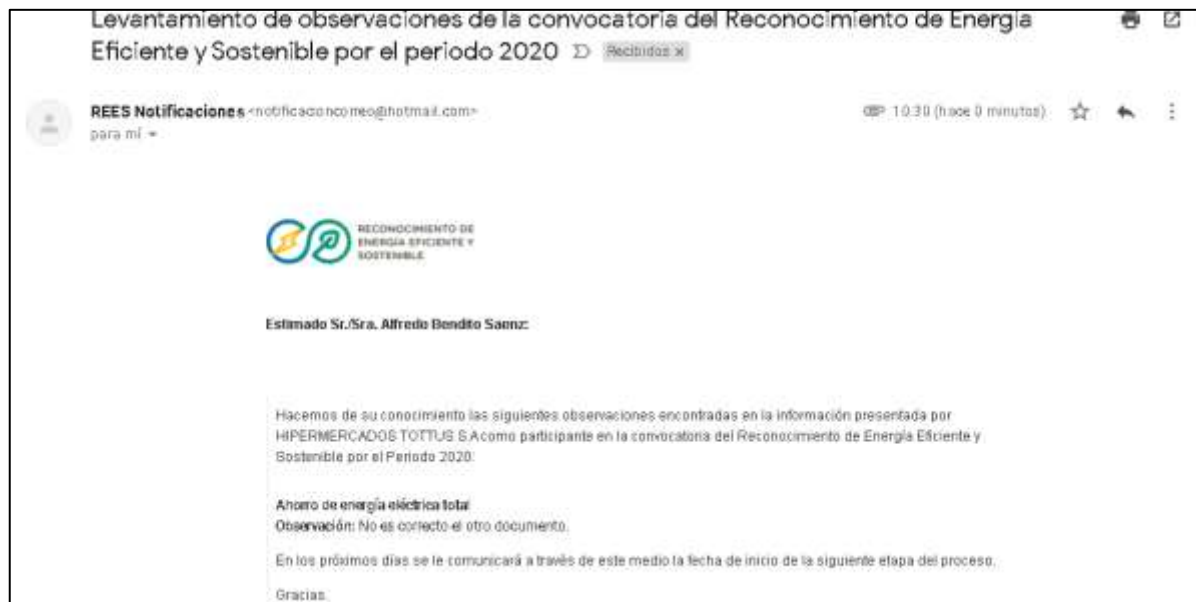 Levantamiento de observaciones de la convocatoria del Reconocimiento de Energía
Eficiente y Sostenible por el periodo 2020 Recibidos x
REES Notificaciones <notificacioncomeo@hotmail.com> 10:30 (hace 0 minutos)
para mí
RECONOCIMIENTO DE
ENERGÍA EFICIENTE Y
SOSTENIBLE
Estimado Sr./Sra. Alfredo Bendito Saenz:
Hacemos de su conocimiento las siguientes observaciones encontradas en la información presentada por
HIPERMERCADOS TOTTUS S.A como participante en la convocatoria del Reconocimiento de Energía Eficiente y
Sostenible por el Periodo 2020:
Ahorro de energía eléctrica total
Observación: No es correcto el otro documento.
En los próximos días se le comunicará a través de este medio la fecha de inicio de la siguiente etapa del proceso.
Gracias.